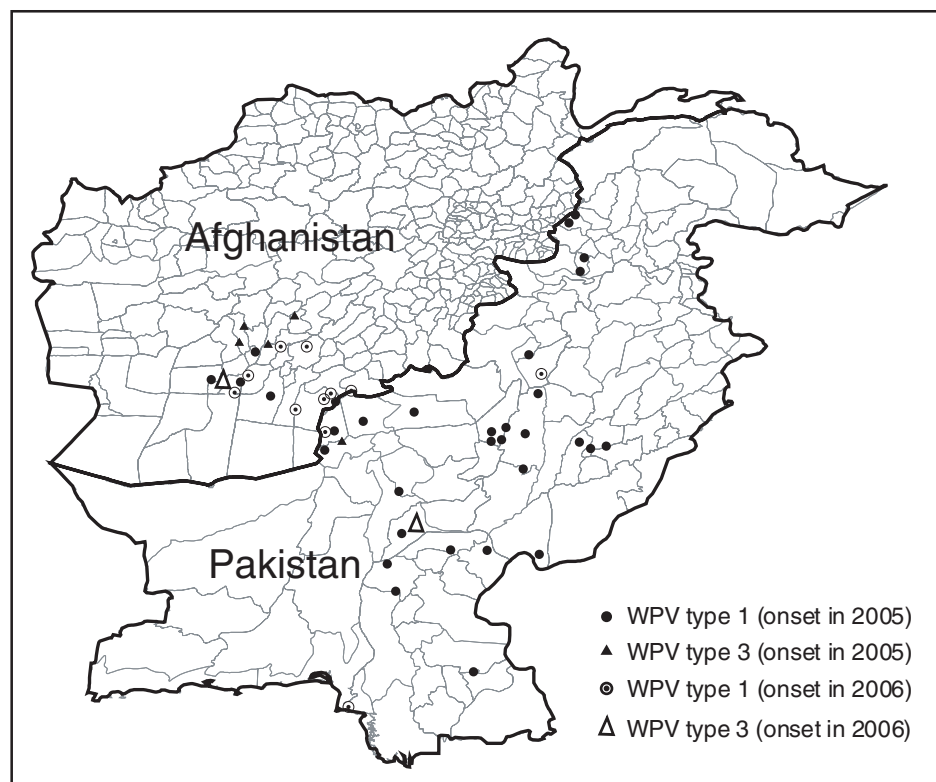 Afghanistan
Pakistan
WPV type 1 (onset in 2005)
WPV type 3 (onset in 2005)
WPV type 1 (onset in 2006)
WPV type 3 (onset in 2006)